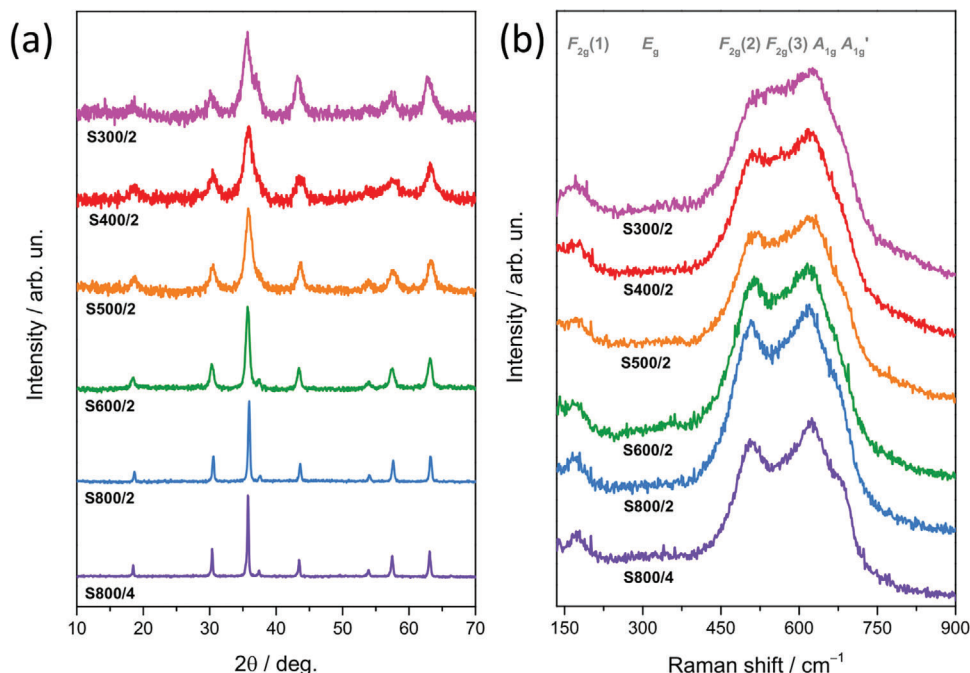 (a)
Intensity / arb. un.
S300/2
S400/2
S500/2
S600/2
S800/2
S800/4
10 20 30 40 50 60 70
2θ / deg.
(b)
Intensity / arb. un.
F2g(1) Eg F2g(2) F2g(3) A1g A1g'
S300/2
S400/2
S500/2
S600/2
S800/2
S800/4
150 300 450 600 750 900
Raman shift / cm⁻¹